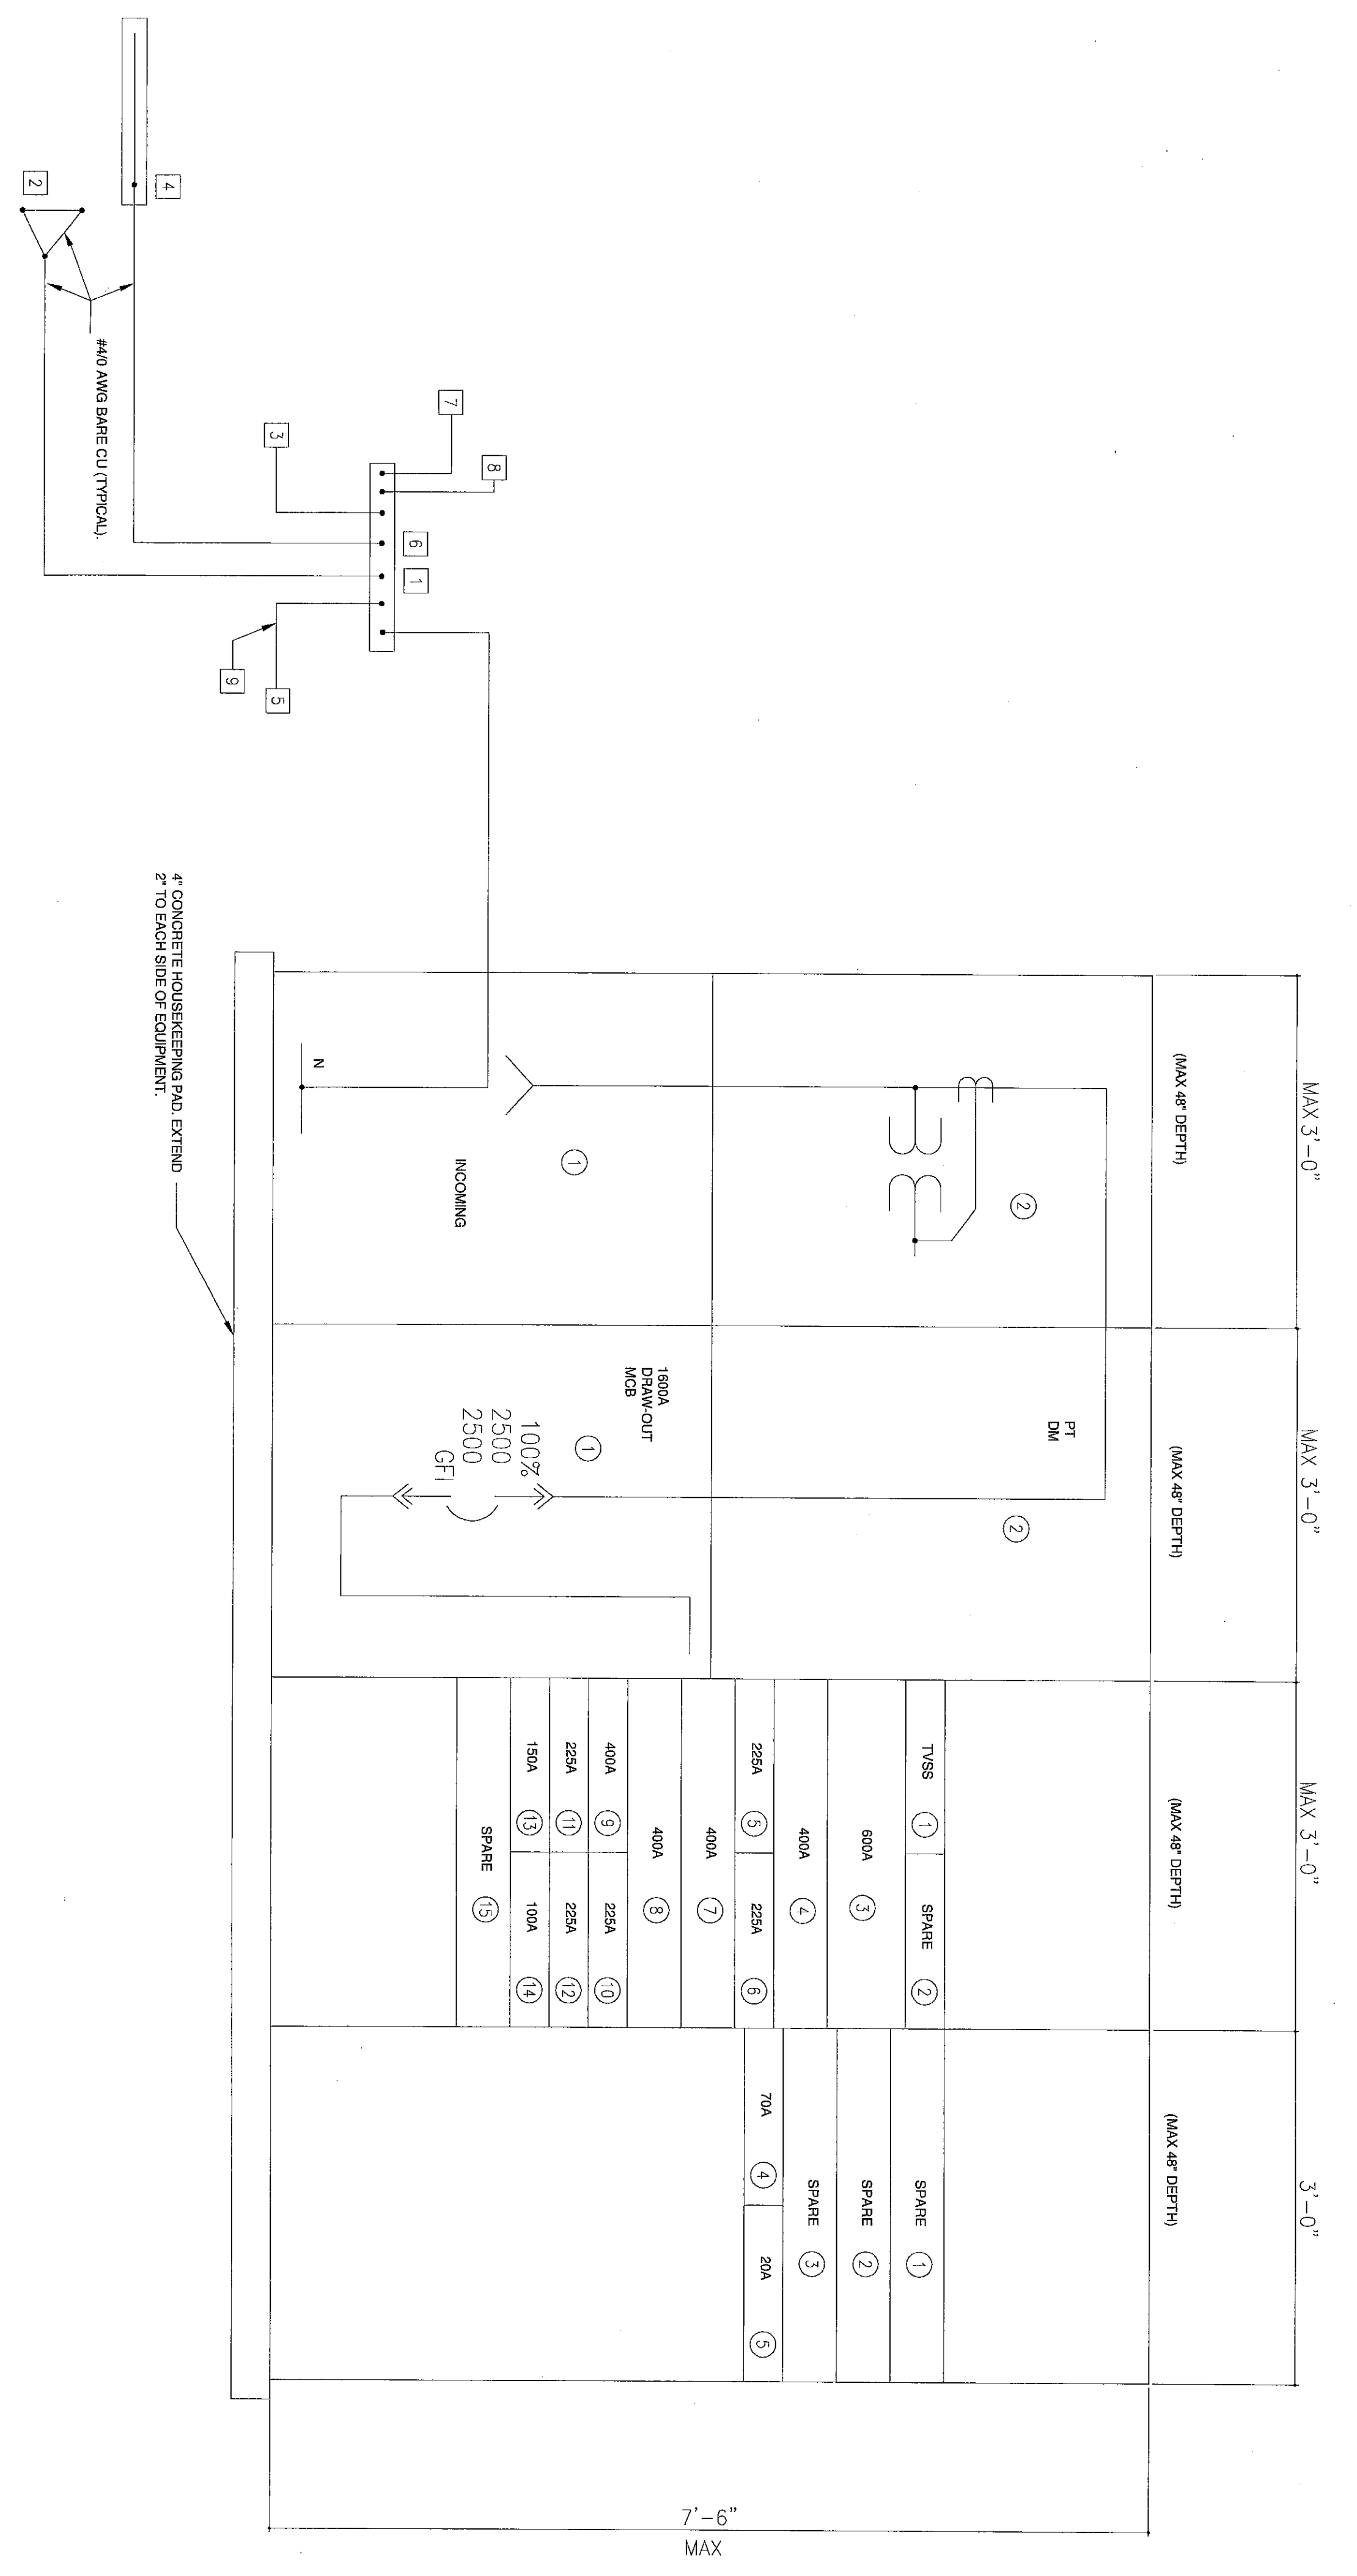 MAX 3'-0"
MAX 3'-0"
MAX 3'-0"
3'-0"
(MAX 48" DEPTH)
(MAX 48" DEPTH)
(MAX 48" DEPTH)
(MAX 48" DEPTH)
2
PT
DM
2
1
INCOMING
N
1600A
DRAW-OUT
MCB
1
100%
2500
2500
GFI
TVSS 1
SPARE 2
600A 3
400A 4
225A 5
225A 6
400A 7
400A 8
400A 9
225A 10
225A 11
225A 12
150A 13
100A 14
SPARE 15
SPARE 1
SPARE 2
SPARE 3
70A 4
20A 5
7'-6"
MAX
7
8
3
6
1
9
5
4
2
#4/0 AWG BARE CU (TYPICAL).
4" CONCRETE HOUSEKEEPING PAD. EXTEND
2" TO EACH SIDE OF EQUIPMENT.